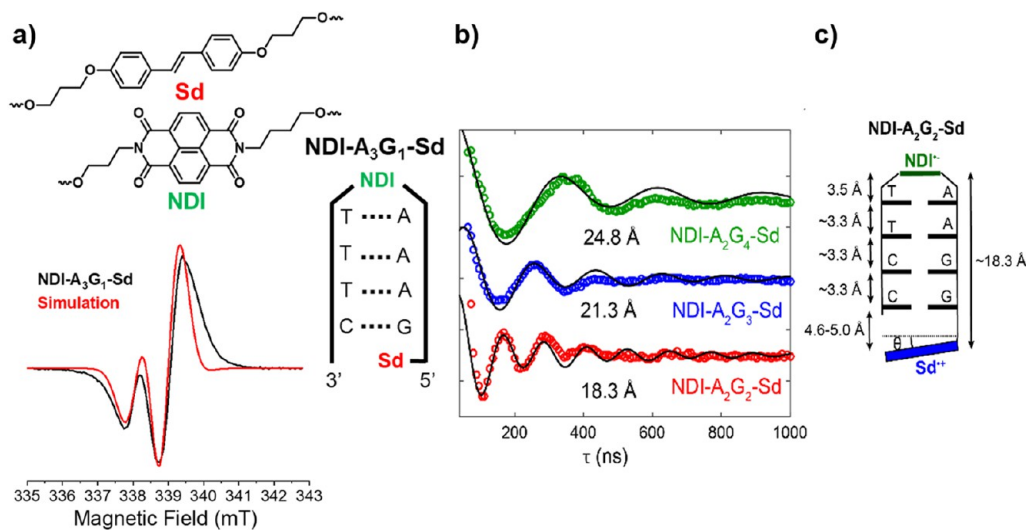 a)
O
O
O
O
Sd
O
O
O
N
N
O
O
O
NDI
NDI-A₃G₁-Sd
NDI
T A
T A
T A
C G
Sd
3' 5'
NDI-A₃G₁-Sd
Simulation
335 336 337 338 339 340 341 342 343
Magnetic Field (mT)
b)
24.8 Å
NDI-A₂G₄-Sd
21.3 Å
NDI-A₂G₃-Sd
NDI-A₂G₂-Sd
18.3 Å
200 400 600 800 1000
τ (ns)
c)
NDI-A₂G₂-Sd
NDI•-
3.5 Å
T A
~3.3 Å
T A
~3.3 Å
C G
~3.3 Å
C G
4.6-5.0 Å
θ
Sd•+
~18.3 Å